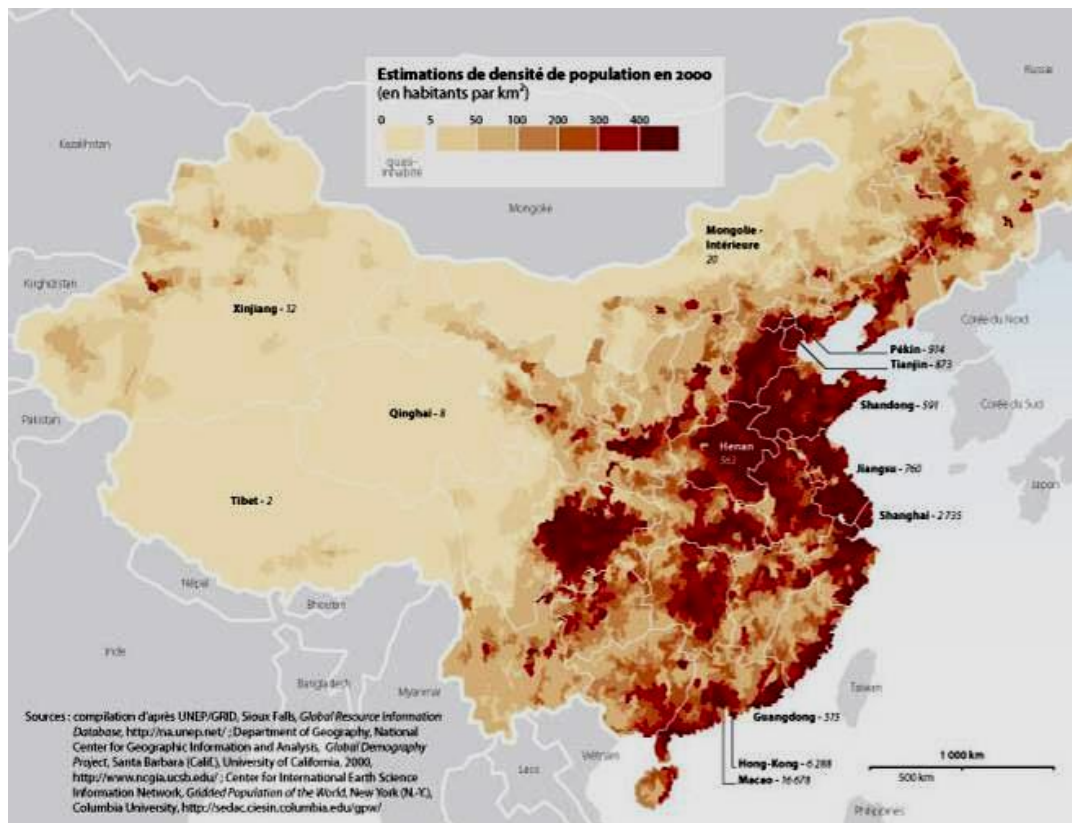 Estimations de densité de population en 2000
(en habitants par km²)
0 5 50 100 200 300 400
quasi-
inhabité
Russie
Kazakhstan
Mongolie
Mongolie -
Intérieure
20
Kirghizistan
Xinjiang - 12
Corée du Nord
Pékin - 914
Tianjin - 873
Pakistan
Qinghai - 8
Shandong - 591
Corée du Sud
Henan
Jiangsu - 760
Japon
Tibet - 2
Shanghai - 2 735
Népal
Bhoutan
Inde
Bangladesh
Myanmar
Taiwan
Sources : compilation d'après UNEP/GRID, Sioux Falls, Global Resource Information
Database, http://na.unep.net/ ; Department of Geography, National
Center for Geographic Information and Analysis, Global Demography
Project, Santa Barbara (Calif.), University of California, 2000,
http://www.ncgia.ucsb.edu/ ; Center for International Earth Science
Information Network, Gridded Population of the World, New York (N.-Y.),
Columbia University, http://sedac.ciesin.columbia.edu/gpw/
Guangdong
Vietnam
Laos
Hong-Kong - 6 288
Macao - 16 678
1 000 km
500 km
Philippines